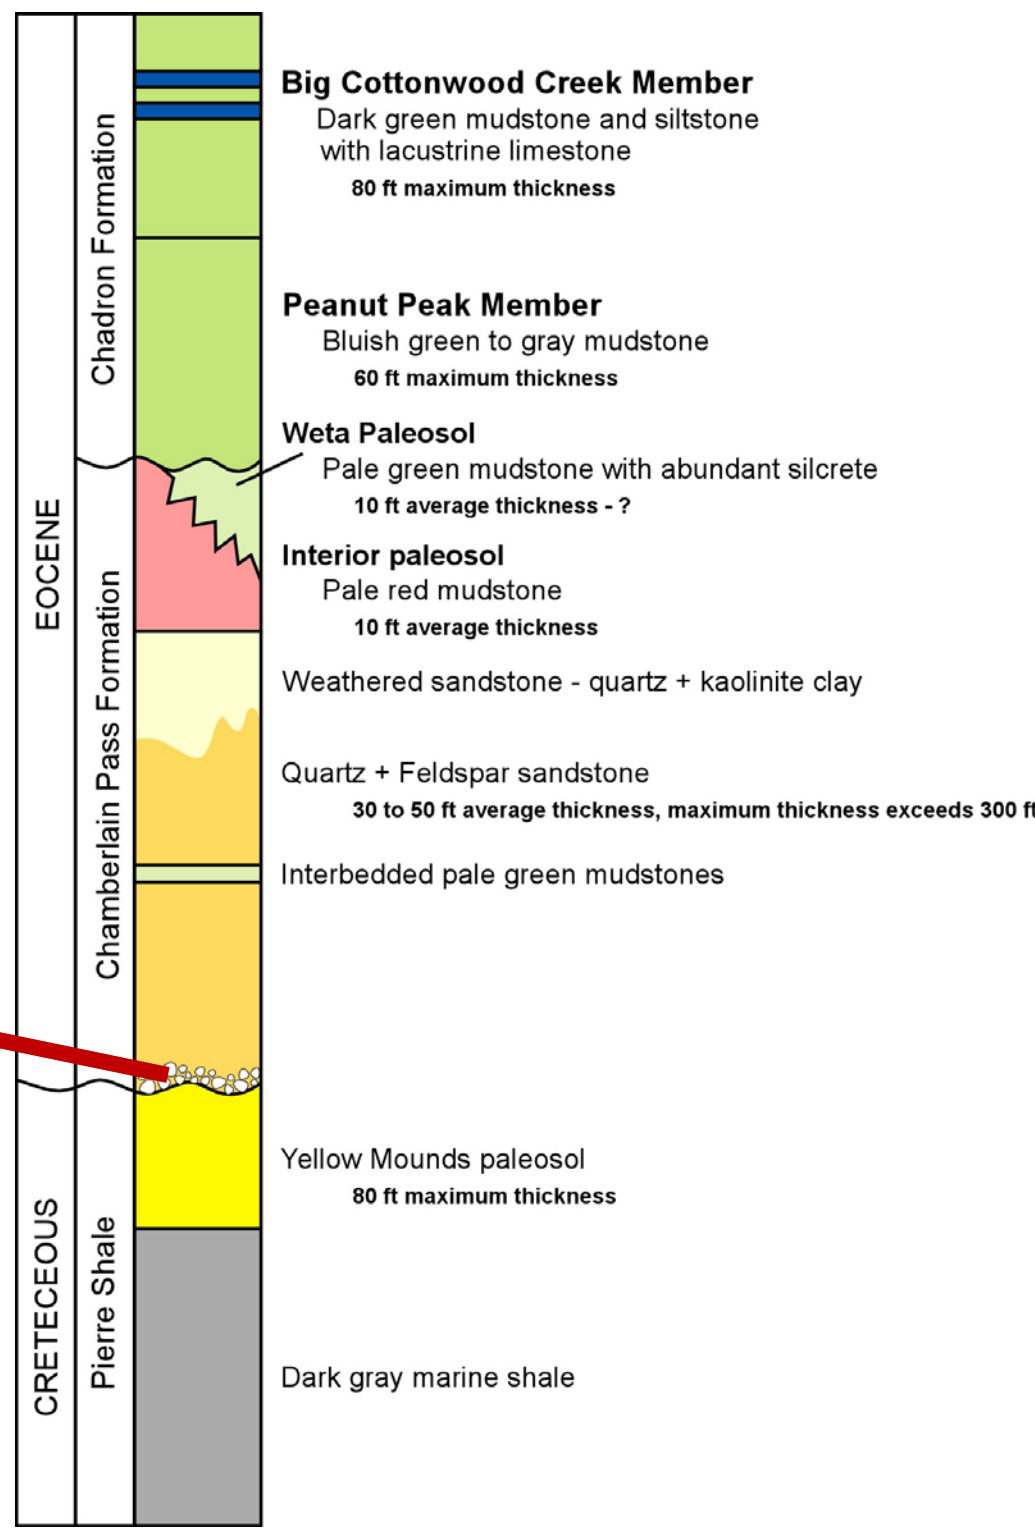 EOCENE
CRETECEOUS
Chadron Formation
Chamberlain Pass Formation
Pierre Shale
Big Cottonwood Creek Member
Dark green mudstone and siltstone
with lacustrine limestone
80 ft maximum thickness
Peanut Peak Member
Bluish green to gray mudstone
60 ft maximum thickness
Weta Paleosol
Pale green mudstone with abundant silcrete
10 ft average thickness - ?
Interior paleosol
Pale red mudstone
10 ft average thickness
Weathered sandstone - quartz + kaolinite clay
Quartz + Feldspar sandstone
30 to 50 ft average thickness, maximum thickness exceeds 300 ft
Interbedded pale green mudstones
Yellow Mounds paleosol
80 ft maximum thickness
Dark gray marine shale